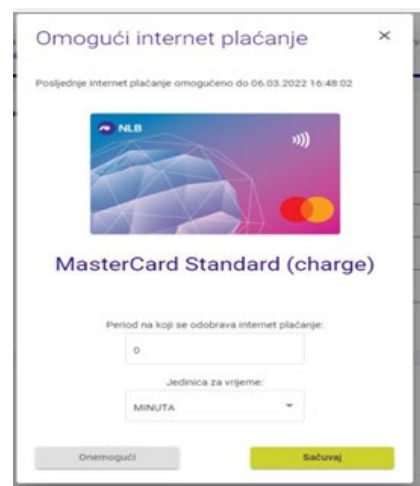 Omogući internet plaćanje ×
Posljednje internet plaćanje omogućeno do 06.03.2022 16:48:02
NLB
MasterCard Standard (charge)
Period na koji se odobrava internet plaćanje:
0
Jedinica za vrijeme:
MINUTA
Onemogući Sačuvaj